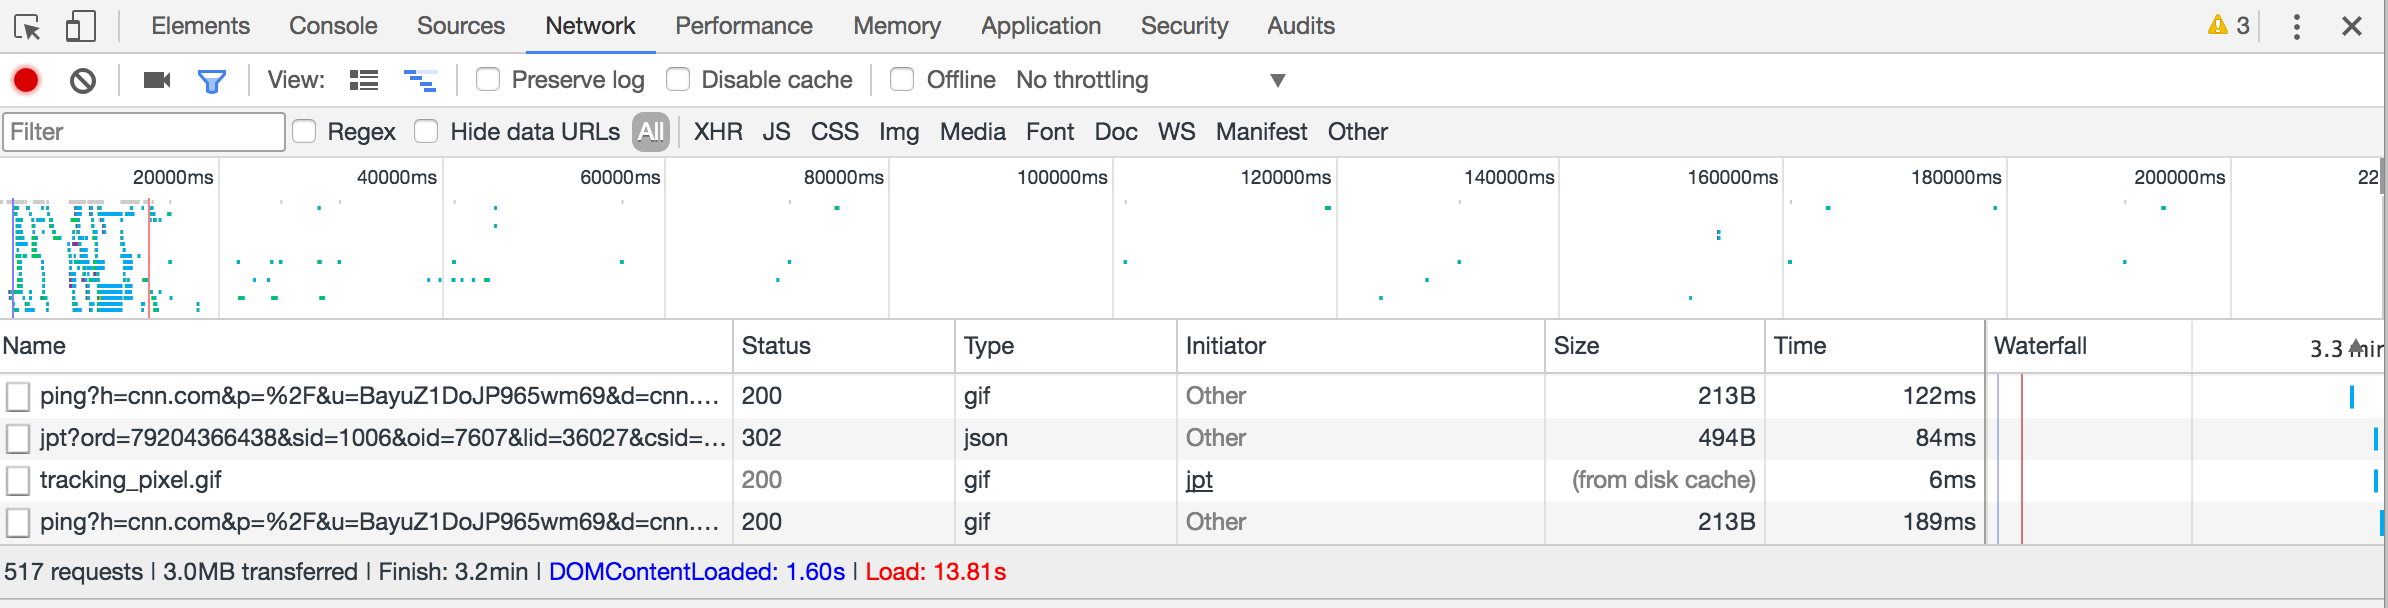 Elements Console Sources Network Performance Memory Application Security Audits 3
View: Preserve log Disable cache Offline No throttling
Filter Regex Hide data URLs All XHR JS CSS Img Media Font Doc WS Manifest Other
20000ms 40000ms 60000ms 80000ms 100000ms 120000ms 140000ms 160000ms 180000ms 200000ms 22
Name Status Type Initiator Size Time Waterfall 3.3 min
ping?h=cnn.com&p=%2F&u=BayuZ1DoJP965wm69&d=cnn.... 200 gif Other 213B 122ms
jpt?ord=79204366438&sid=1006&oid=7607&lid=36027&csid=... 302 json Other 494B 84ms
tracking_pixel.gif 200 gif jpt (from disk cache) 6ms
ping?h=cnn.com&p=%2F&u=BayuZ1DoJP965wm69&d=cnn.... 200 gif Other 213B 189ms
517 requests | 3.0MB transferred | Finish: 3.2min | DOMContentLoaded: 1.60s | Load: 13.81s